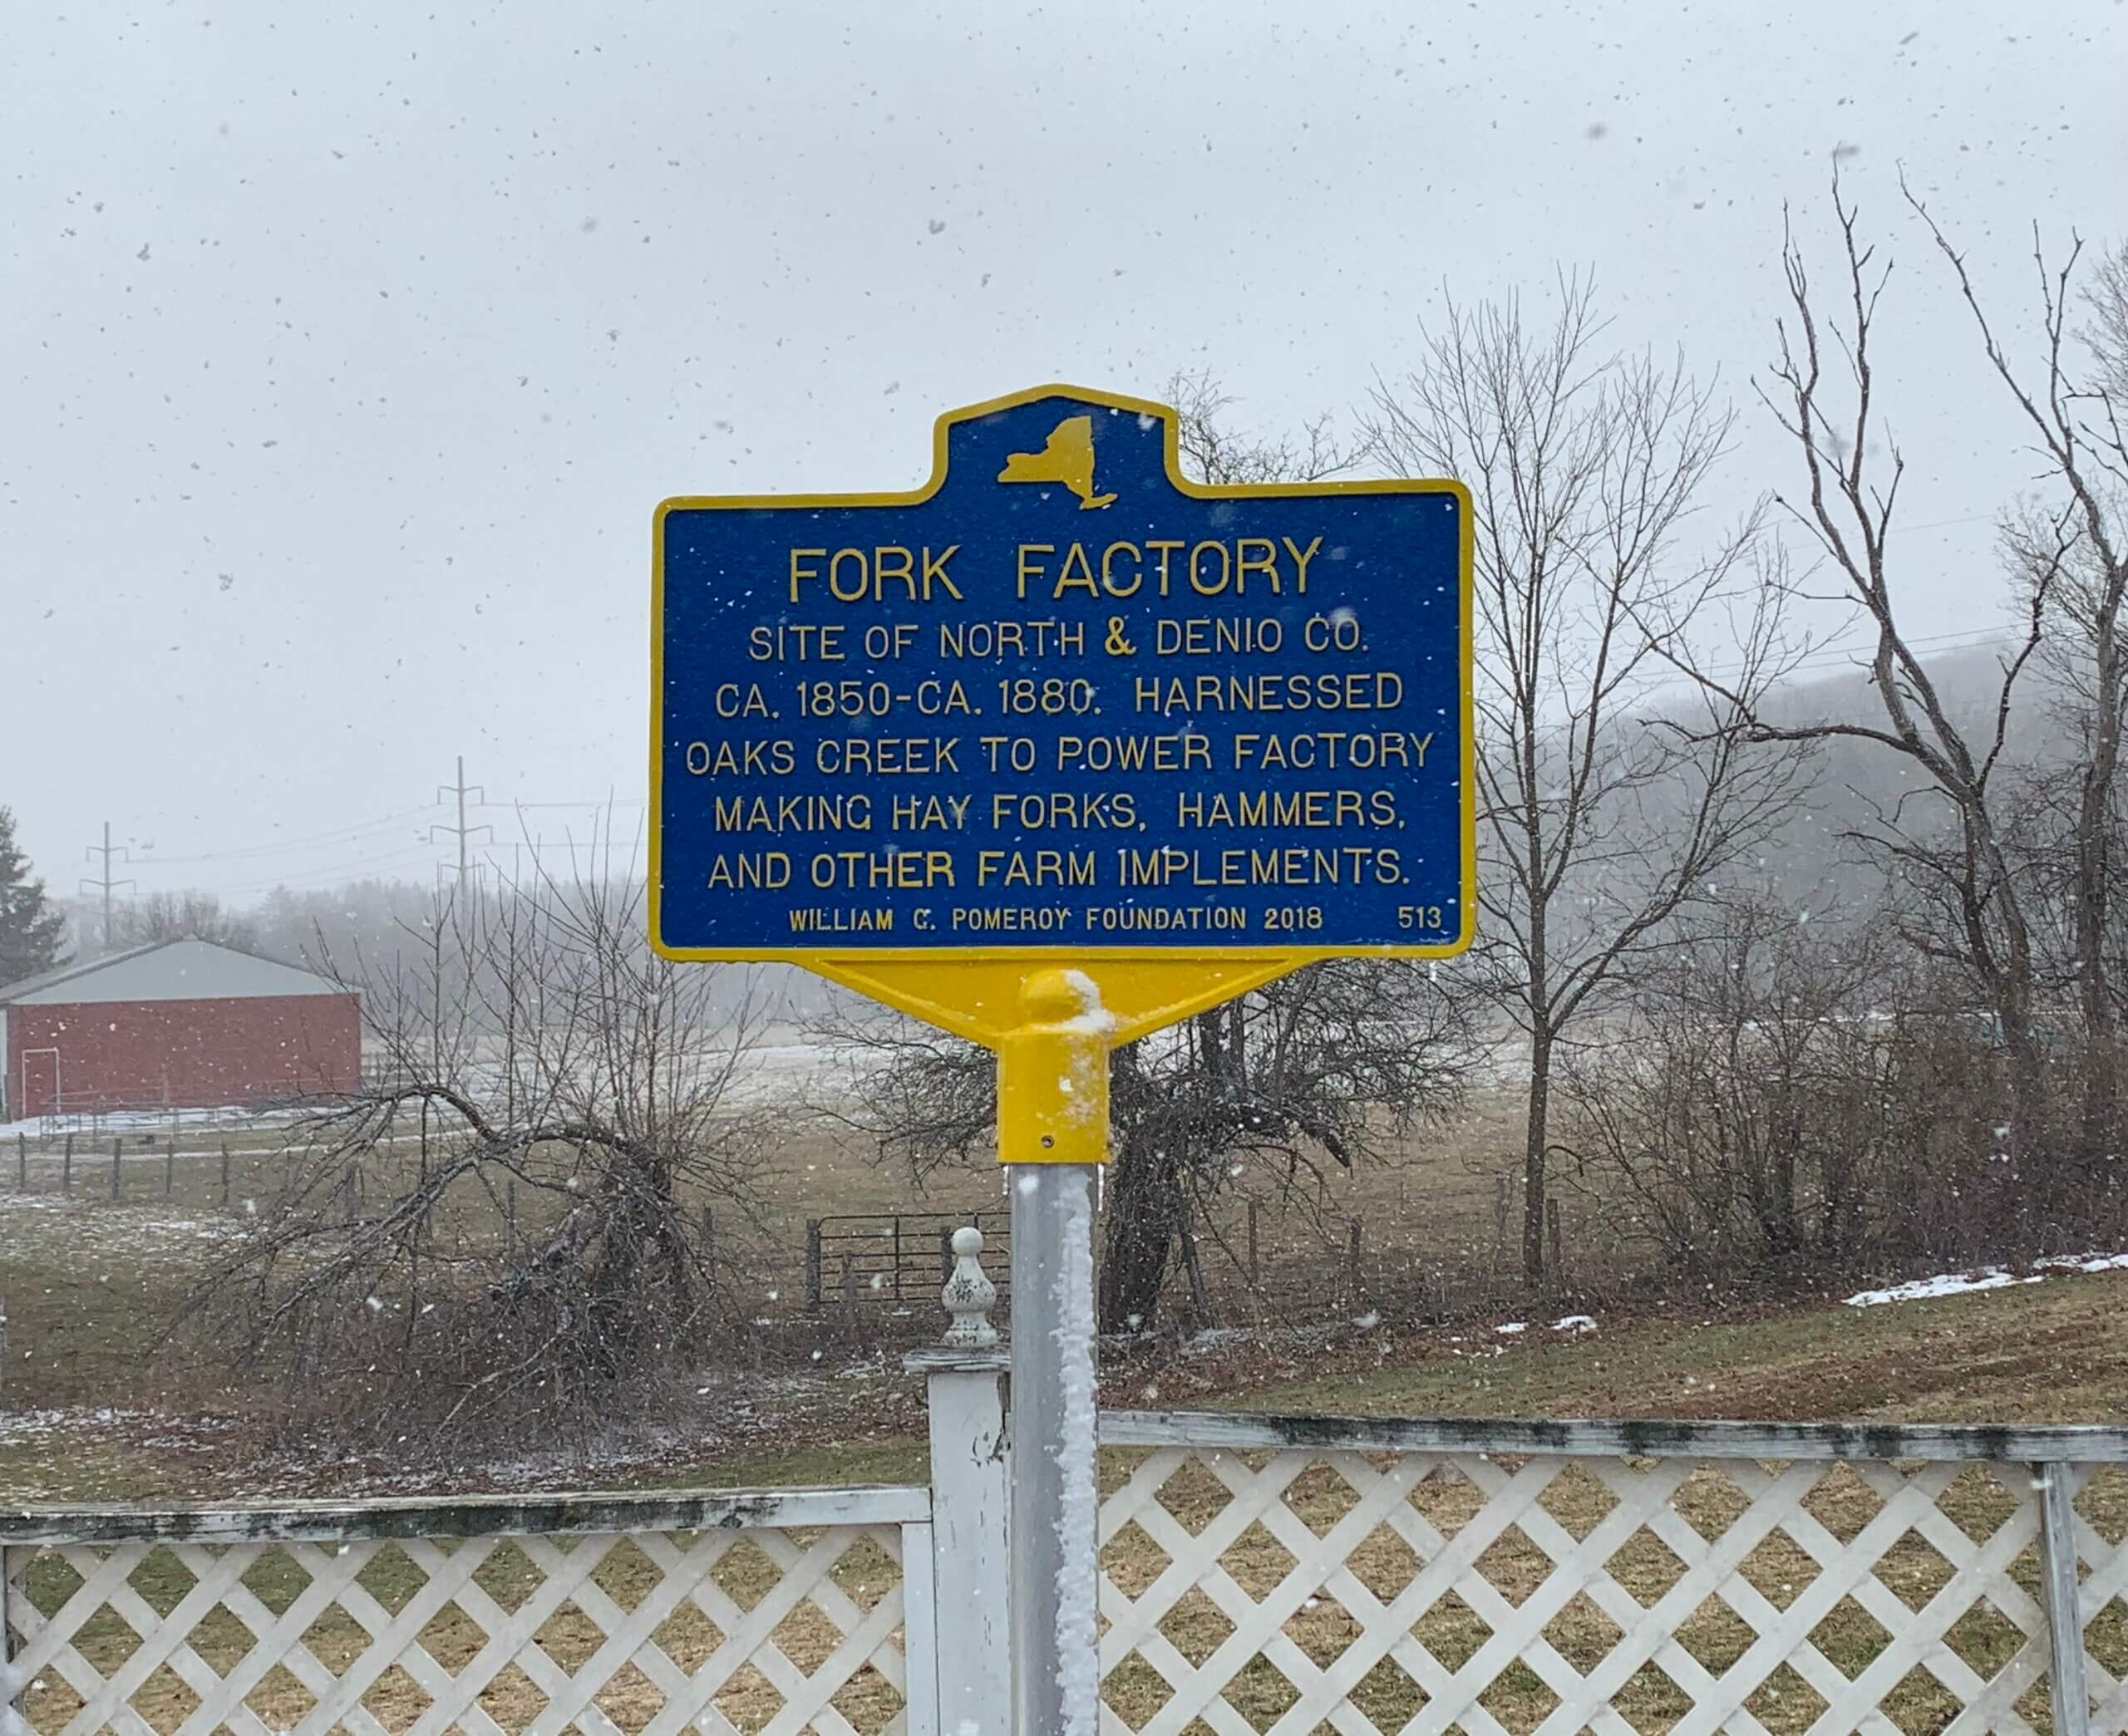 FORK FACTORY
SITE OF NORTH & DENIO CO.
CA. 1850-CA. 1880. HARNESSED
OAKS CREEK TO POWER FACTORY
MAKING HAY FORKS, HAMMERS,
AND OTHER FARM IMPLEMENTS.
WILLIAM G. POMEROY FOUNDATION 2018 513